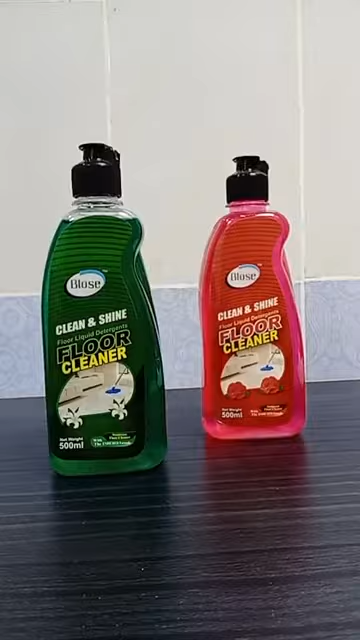 Blose
CLEAN & SHINE
Floor Liquid Detergents
FLOOR
CLEANER
Net Weight
500ml
Blose
CLEAN & SHINE
Floor Liquid Detergents
FLOOR
CLEANER
Net Weight
500ml